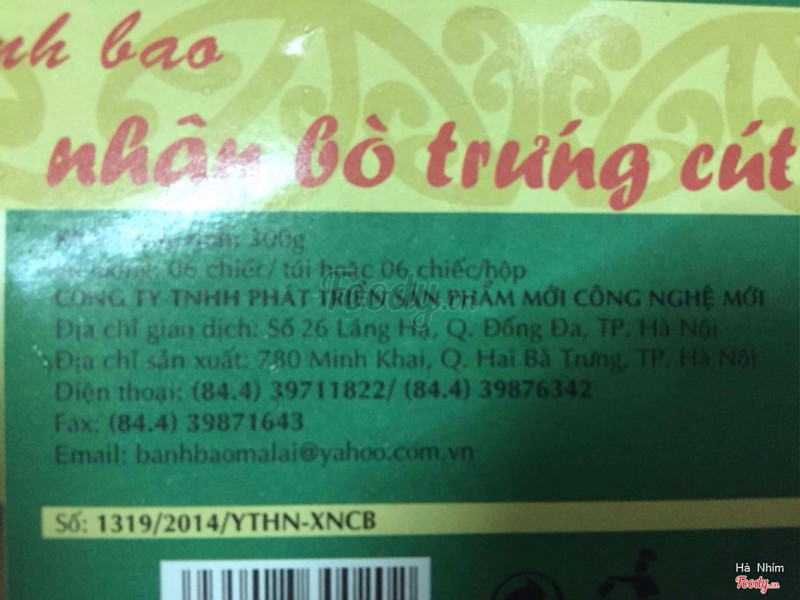 nh bao
nhân bò trứng cút
300g
lượng: 06 chiếc/ túi hoặc 06 chiếc/hộp
CÔNG TY TNHH PHÁT TRIỂN SẢN PHẨM MỚI CÔNG NGHỆ MỚI
Địa chỉ giao dịch: Số 26 Láng Hạ, Q. Đống Đa, TP. Hà Nội
Địa chỉ sản xuất: 780 Minh Khai, Q. Hai Bà Trưng, TP. Hà Nội
Điện thoại: (84.4) 39711822/ (84.4) 39876342
Fax: (84.4) 39871643
Email: banhbaomalai@yahoo.com.vn
Số: 1319/2014/YTHN-XNCB
Foody.vn
Hà Nhím
Foody.vn